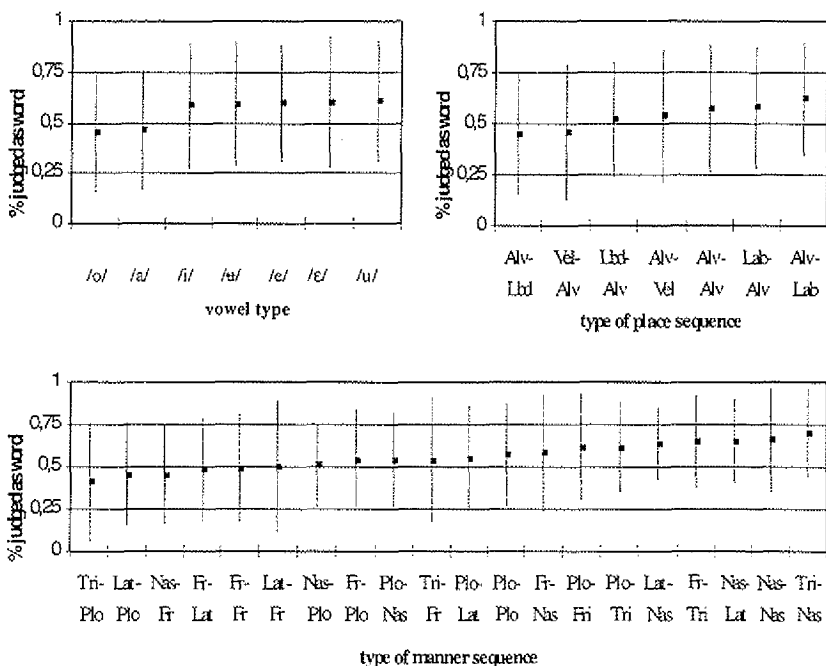 1
0,75
0,5
0,25
0
% judged as word
/o/ /a/ /i/ /ʉ/ /e/ /ɛ/ /u/
vowel type
1
0,75
0,5
0,25
0
% judged as word
Alv- Vel- Lbd- Alv- Alv- Lab- Alv-
Lbd Alv Alv Vel Alv Alv Lab
type of place sequence
1
0,75
0,5
0,25
0
% judged as word
Tri- Lat- Nas- Fr- Fr- Lat- Nas- Fr- Plo- Tri- Plo- Plo- Fr- Plo- Plo- Lat- Fr- Nas- Nas- Tri-
Plo Plo Fr Lat Fr Fr Plo Plo Nas Fr Lat Plo Nas Fri Tri Nas Tri Lat Nas Nas
type of manner sequence